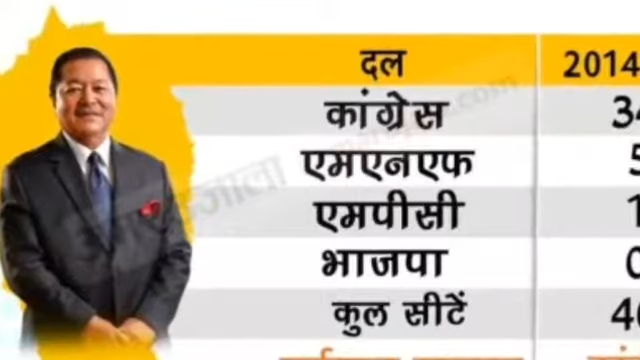 दल 2014
कांग्रेस 34
एमएनएफ 5
एमपीसी 1
भाजपा 0
कुल सीटें 40